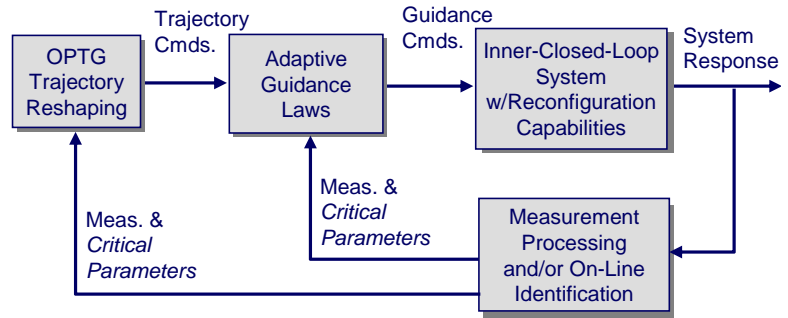 OPTG
Trajectory
Reshaping
Trajectory
Cmds.
Adaptive
Guidance
Laws
Guidance
Cmds.
Inner-Closed-Loop
System
w/Reconfiguration
Capabilities
System
Response
Meas. &
Critical
Parameters
Meas. &
Critical
Parameters
Measurement
Processing
and/or On-Line
Identification